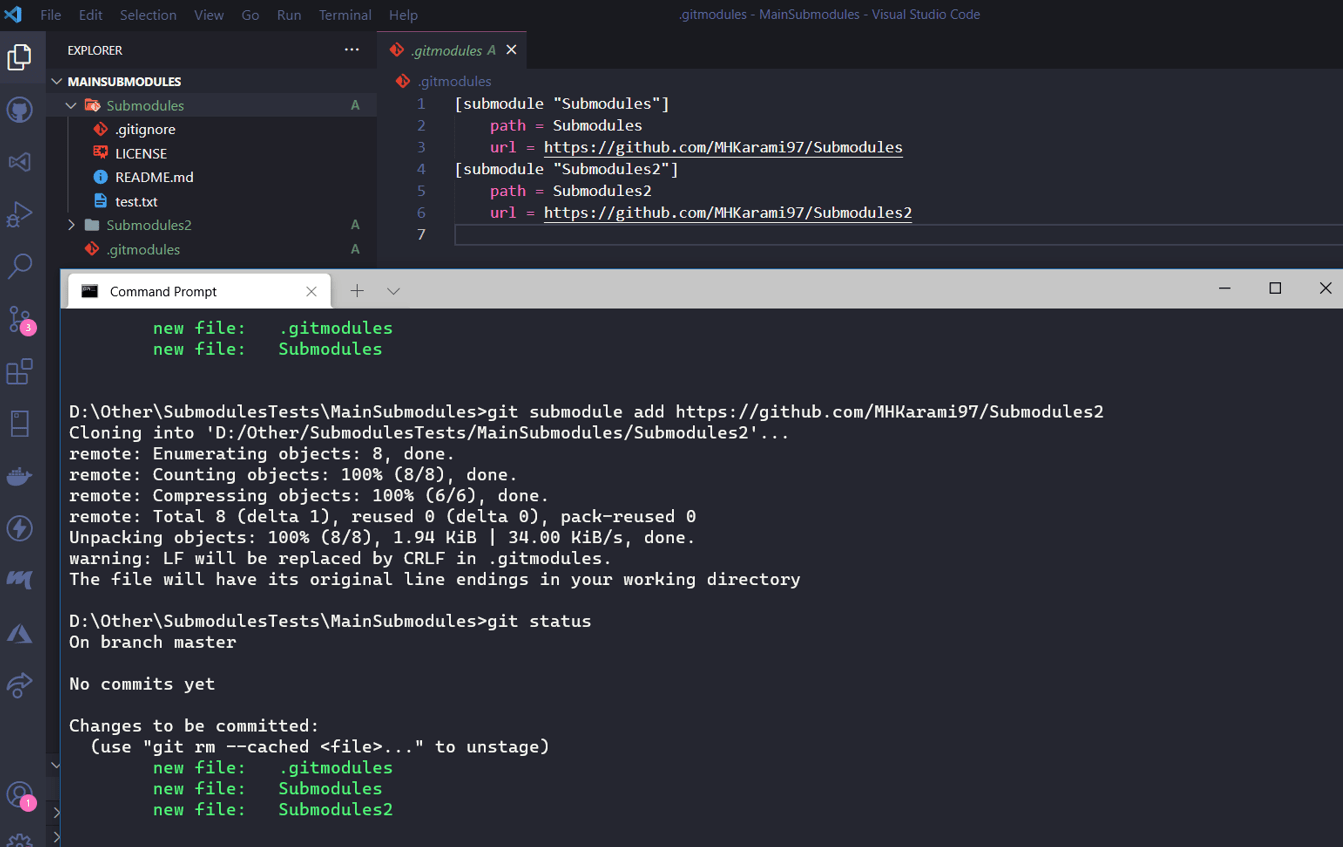 File Edit Selection View Go Run Terminal Help
.gitmodules - MainSubmodules - Visual Studio Code
EXPLORER
MAINSUBMODULES
Submodules A
.gitignore
LICENSE
README.md
test.txt
Submodules2 A
.gitmodules A
3
1
.gitmodules A
.gitmodules
1 [submodule "Submodules"]
2 path = Submodules
3 url = https://github.com/MHKarami97/Submodules
4 [submodule "Submodules2"]
5 path = Submodules2
6 url = https://github.com/MHKarami97/Submodules2
7
Command Prompt
new file: .gitmodules
new file: Submodules
D:\Other\SubmodulesTests\MainSubmodules>git submodule add https://github.com/MHKarami97/Submodules2
Cloning into 'D:/Other/SubmodulesTests/MainSubmodules/Submodules2'...
remote: Enumerating objects: 8, done.
remote: Counting objects: 100% (8/8), done.
remote: Compressing objects: 100% (6/6), done.
remote: Total 8 (delta 1), reused 0 (delta 0), pack-reused 0
Unpacking objects: 100% (8/8), 1.94 KiB | 34.00 KiB/s, done.
warning: LF will be replaced by CRLF in .gitmodules.
The file will have its original line endings in your working directory
D:\Other\SubmodulesTests\MainSubmodules>git status
On branch master
No commits yet
Changes to be committed:
(use "git rm --cached <file>..." to unstage)
new file: .gitmodules
new file: Submodules
new file: Submodules2